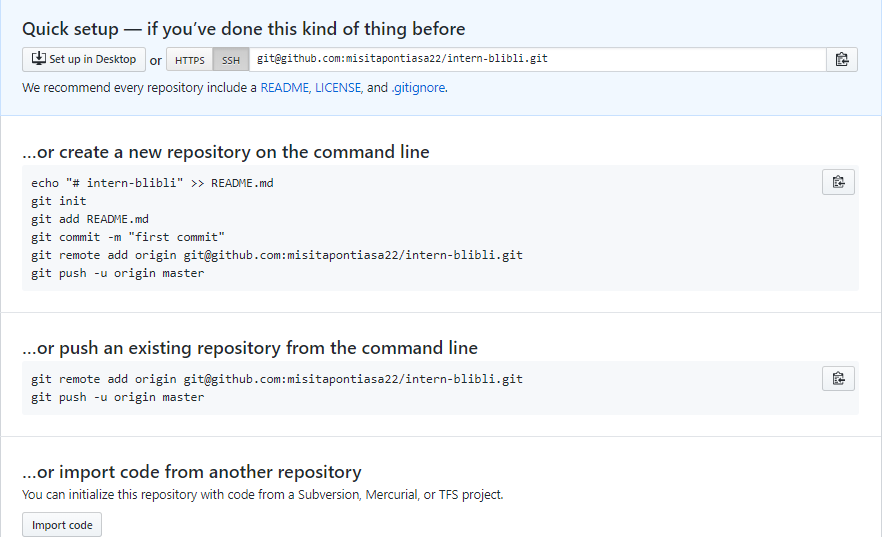 Quick setup — if you’ve done this kind of thing before
Set up in Desktop or HTTPS SSH git@github.com:misitapontiasa22/intern-blibli.git
We recommend every repository include a README, LICENSE, and .gitignore.
…or create a new repository on the command line
echo "# intern-blibli" >> README.md
git init
git add README.md
git commit -m "first commit"
git remote add origin git@github.com:misitapontiasa22/intern-blibli.git
git push -u origin master
…or push an existing repository from the command line
git remote add origin git@github.com:misitapontiasa22/intern-blibli.git
git push -u origin master
…or import code from another repository
You can initialize this repository with code from a Subversion, Mercurial, or TFS project.
Import code